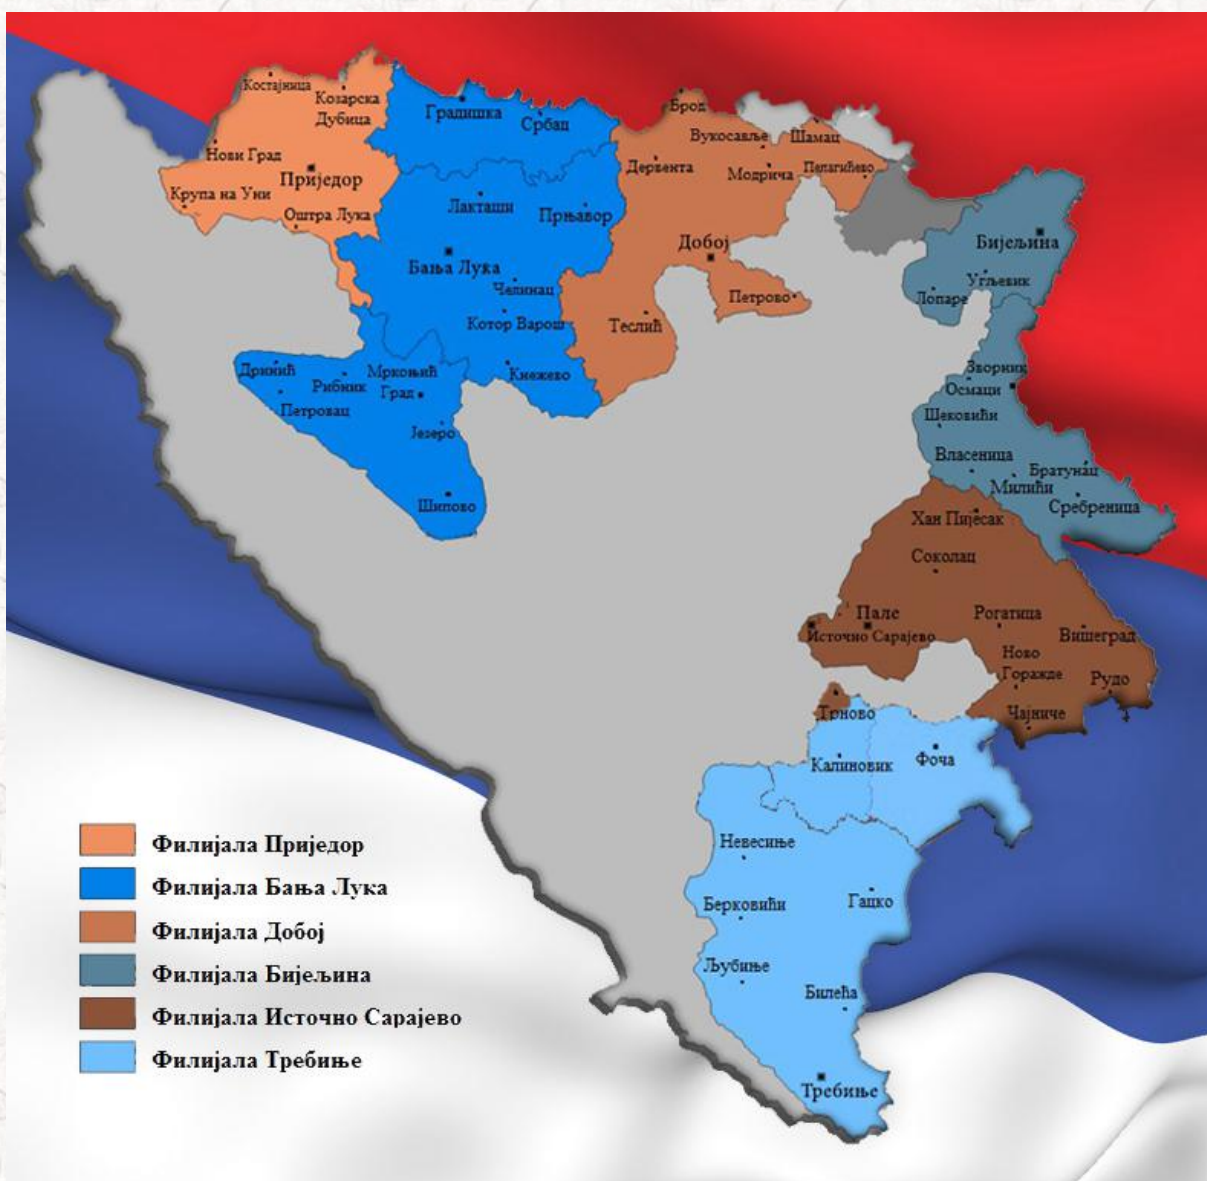 Костајница
Козарска
Дубица
Нови Град
Приједор
Крупа на Уни
Оштра Лука
Градишка
Србац
Лакташи
Прњавор
Бања Лука
Челинац
Котор Варош
Кнежево
Дринић
Рибник
Мркоњић
Град
Петровац
Језеро
Шипово
Брод
Вукосавље
Шамац
Дервента
Модрича
Пелагићево
Добој
Петрово
Теслић
Бијељина
Угљевик
Лопаре
Зворник
Осмаци
Шековићи
Власеница
Братунац
Милићи
Сребреница
Хан Пијесак
Соколац
Пале
Источно Сарајево
Рогатица
Вишеград
Ново
Горажде
Рудо
Чајниче
Трново
Калиновик
Фоча
Невесиње
Берковићи
Гацко
Љубиње
Билећа
Требиње
Филијала Приједор
Филијала Бања Лука
Филијала Добој
Филијала Бијељина
Филијала Источно Сарајево
Филијала Требиње